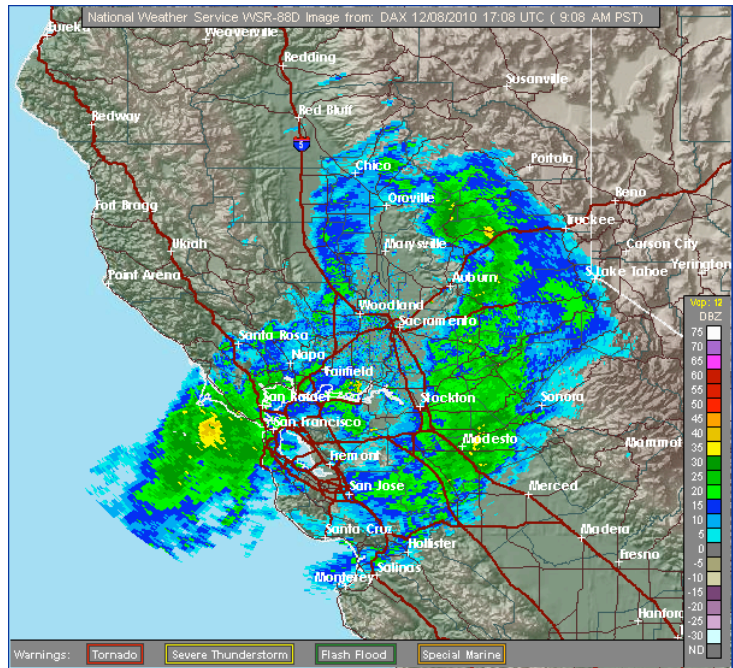 National Weather Service WSR-88D Image from: DAX 12/08/2010 17:08 UTC ( 9:08 AM PST)
Eureka
Weaverville
Redding
Susanville
Red Bluff
Redway
5
Portola
Chico
Reno
Oroville
Fort Bragg
Truckee
Ukiah
Marysville
Carson City
Yerington
Point Arena
Auburn
S.Lake Tahoe
Woodland
Sacramento
Santa Rosa
Napa
Fairfield
San Rafael
Stockton
Sonora
San Francisco
Modesto
Mammot
Fremont
San Jose
Merced
Santa Cruz
Madera
Hollister
Fresno
Salinas
Monterey
Hanford
Vcp: 12
DBZ
75
70
65
60
55
50
45
40
35
30
25
20
15
10
5
0
-5
-10
-15
-20
-25
-30
ND
Warnings: Tornado Severe Thunderstorm Flash Flood Special Marine